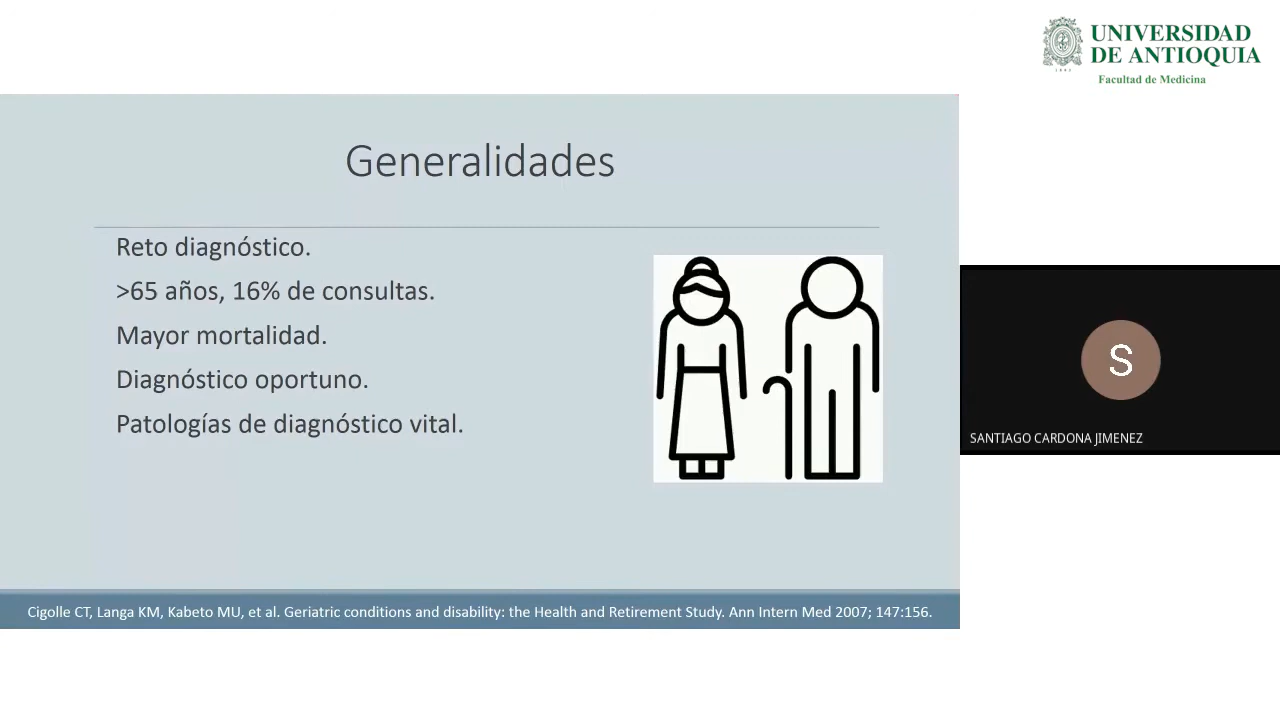 UNIVERSIDAD
DE ANTIOQUIA
Facultad de Medicina
Generalidades
Reto diagnóstico.
>65 años, 16% de consultas.
Mayor mortalidad.
Diagnóstico oportuno.
Patologías de diagnóstico vital.
S
SANTIAGO CARDONA JIMENEZ
Cigolle CT, Langa KM, Kabeto MU, et al. Geriatric conditions and disability: the Health and Retirement Study. Ann Intern Med 2007; 147:156.